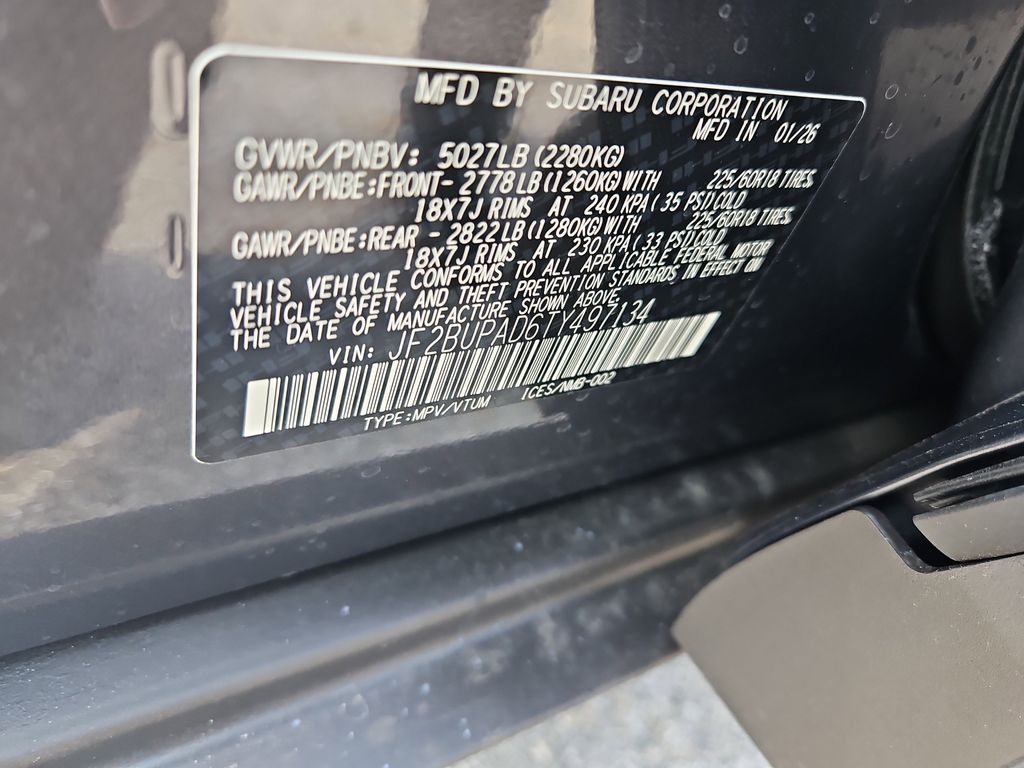 MFD BY SUBARU CORPORATION
MFD IN 01/26
GVWR/PNBV: 5027LB(2280KG)
GAWR/PNBE:FRONT- 2778LB(1260KG)WITH 225/60R18 TIRES,
18X7J RIMS AT 240 KPA(35 PSI)COLD
GAWR/PNBE:REAR - 2822LB(1280KG)WITH 225/60R18 TIRES,
18X7J RIMS AT 230 KPA(33 PSI)COLD
THIS VEHICLE CONFORMS TO ALL APPLICABLE FEDERAL MOTOR
VEHICLE SAFETY AND THEFT PREVENTION STANDARDS IN EFFECT ON
THE DATE OF MANUFACTURE SHOWN ABOVE.
VIN: JF2BUPAD6TY497134
TYPE:MPV/VTUM ICES/NMB-002